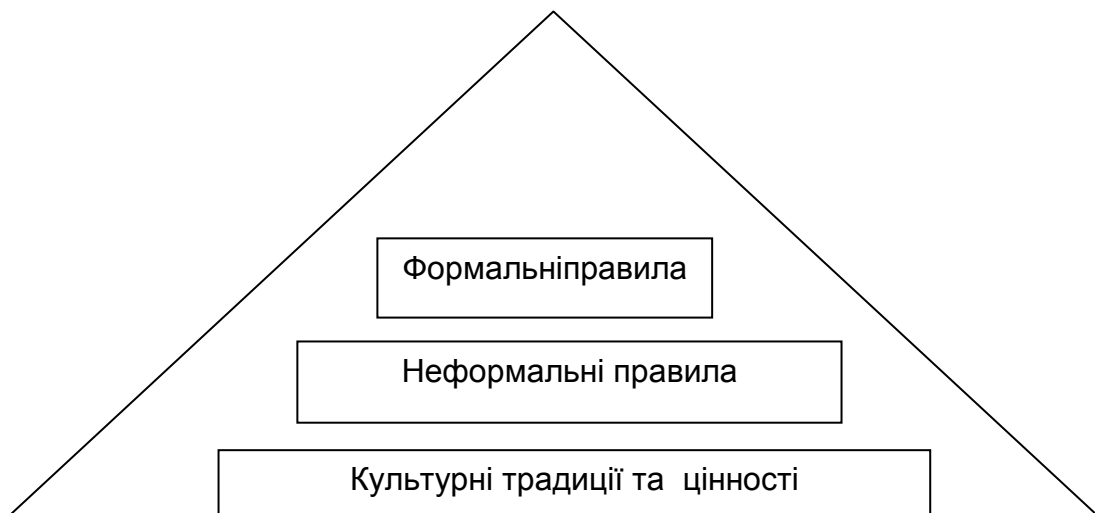 Формальніправила
Неформальні правила
Культурні традиції та  цінності